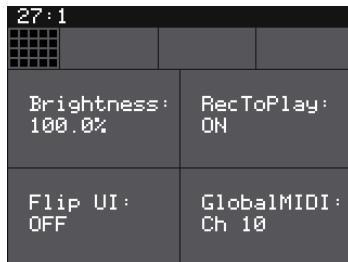 27:1
Brightness: RecToPlay:
100.0% ON
Flip UI: GlobalMIDI:
OFF Ch 10